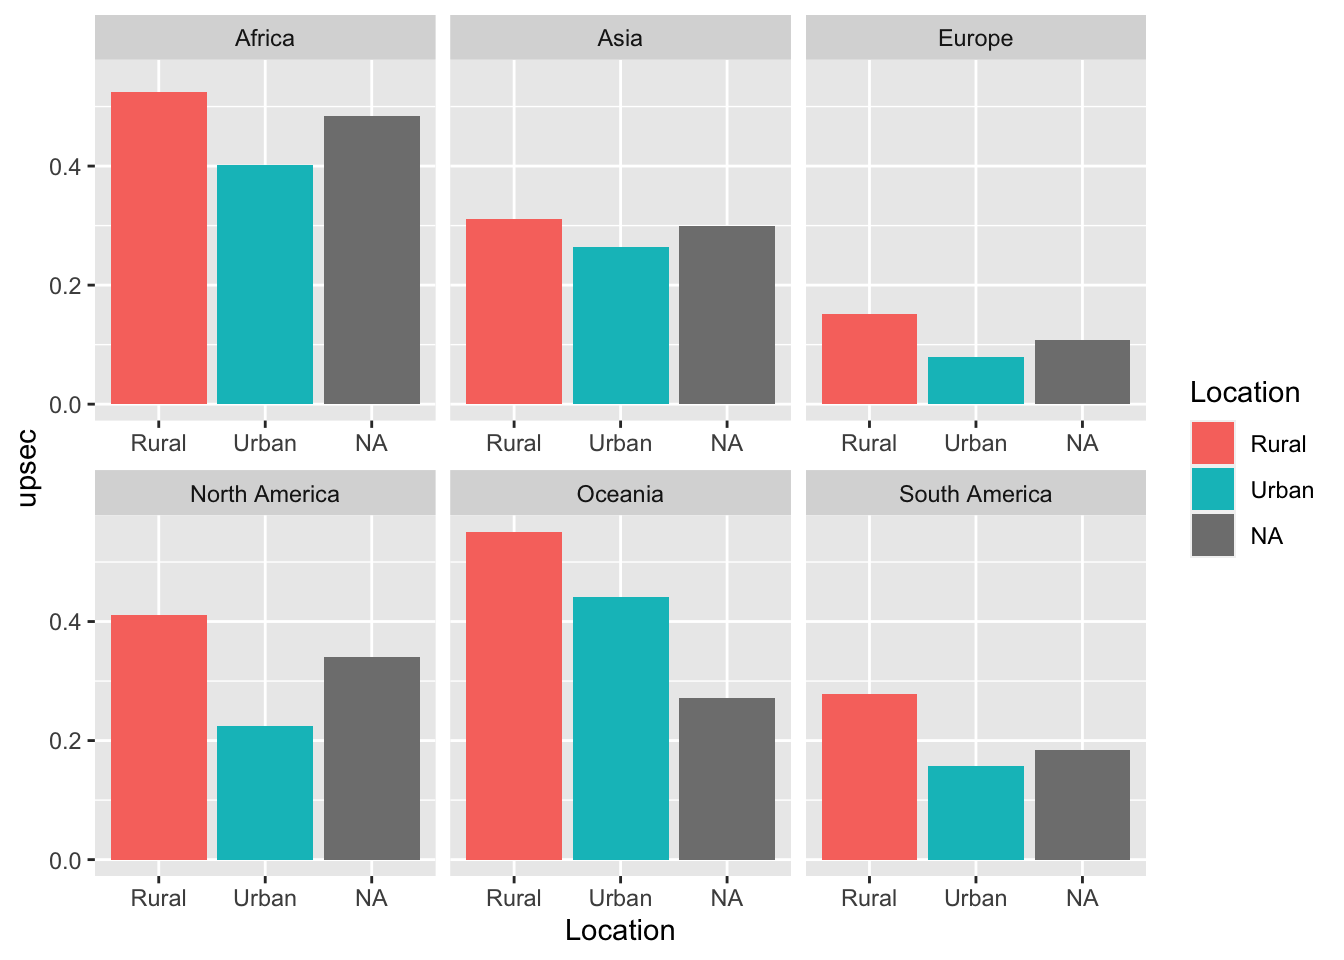 Africa Asia Europe
0.4
0.2
0.0
Rural Urban NA Rural Urban NA Rural Urban NA
upsec
North America Oceania South America
0.4
0.2
0.0
Rural Urban NA Rural Urban NA Rural Urban NA
Location
Location
Rural
Urban
NA